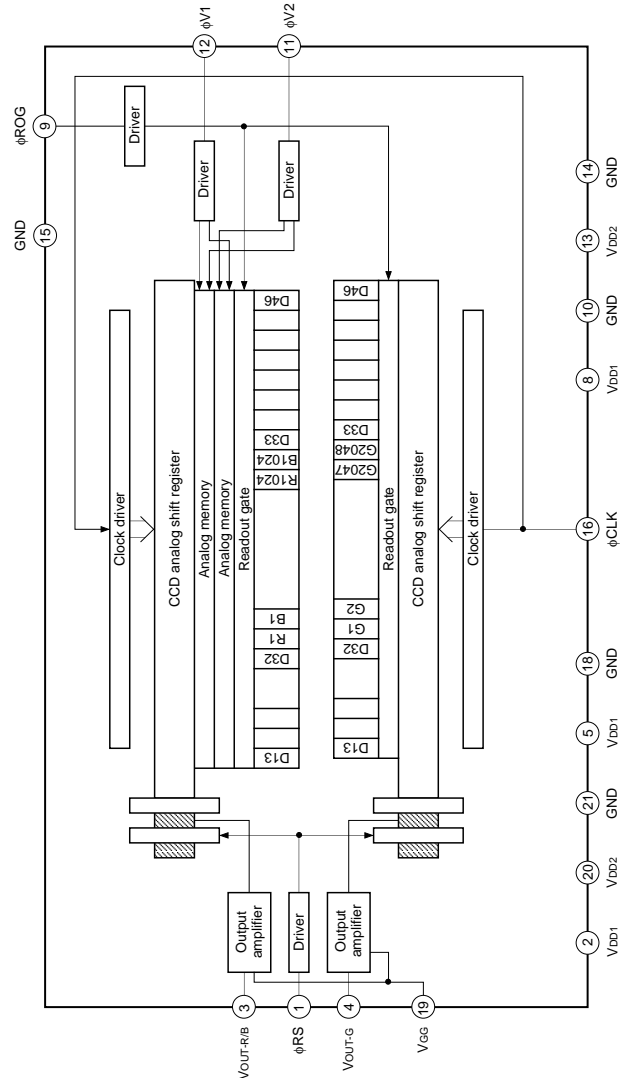 φV1
12
φV2
11
φROG
9
Driver
Driver
Driver
GND
15
14
GND
13
VDD2
10
GND
8
VDD1
16
φCLK
18
GND
5
VDD1
21
GND
20
VDD2
2
VDD1
Clock driver
CCD analog shift register
Analog memory
Analog memory
Readout gate
D13
D32
R1
B1
R1024
B1024
D33
D46
D13
D32
G1
G2
G2047
G2048
D33
D46
Readout gate
CCD analog shift register
Clock driver
Output
amplifier
Driver
Output
amplifier
3
VOUT-R/B
1
φRS
4
VOUT-G
19
VGG